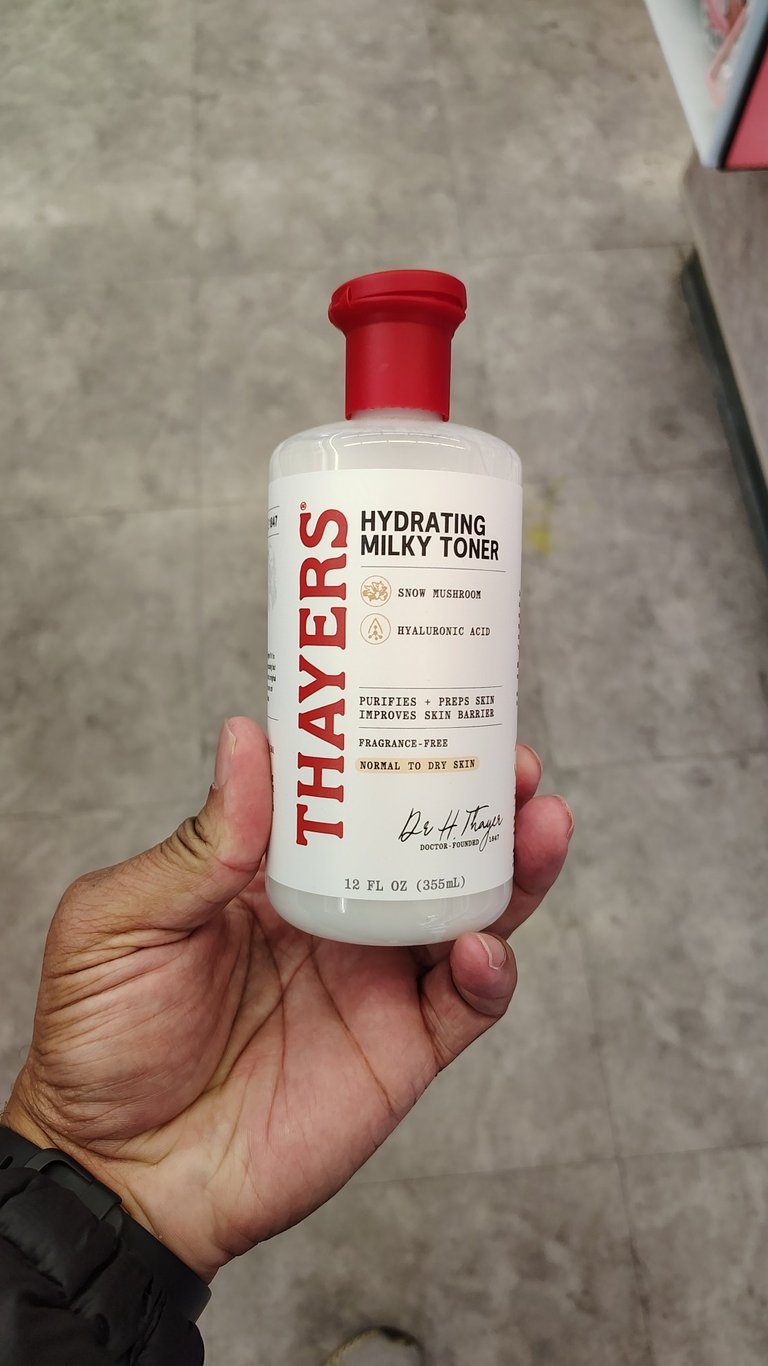 THAYERS®
HYDRATING
MILKY TONER
SNOW MUSHROOM
HYALURONIC ACID
PURIFIES + PREPS SKIN
IMPROVES SKIN BARRIER
FRAGRANCE-FREE
NORMAL TO DRY SKIN
Dr H. Thayer
DOCTOR-FOUNDED 1847
12 FL OZ (355mL)